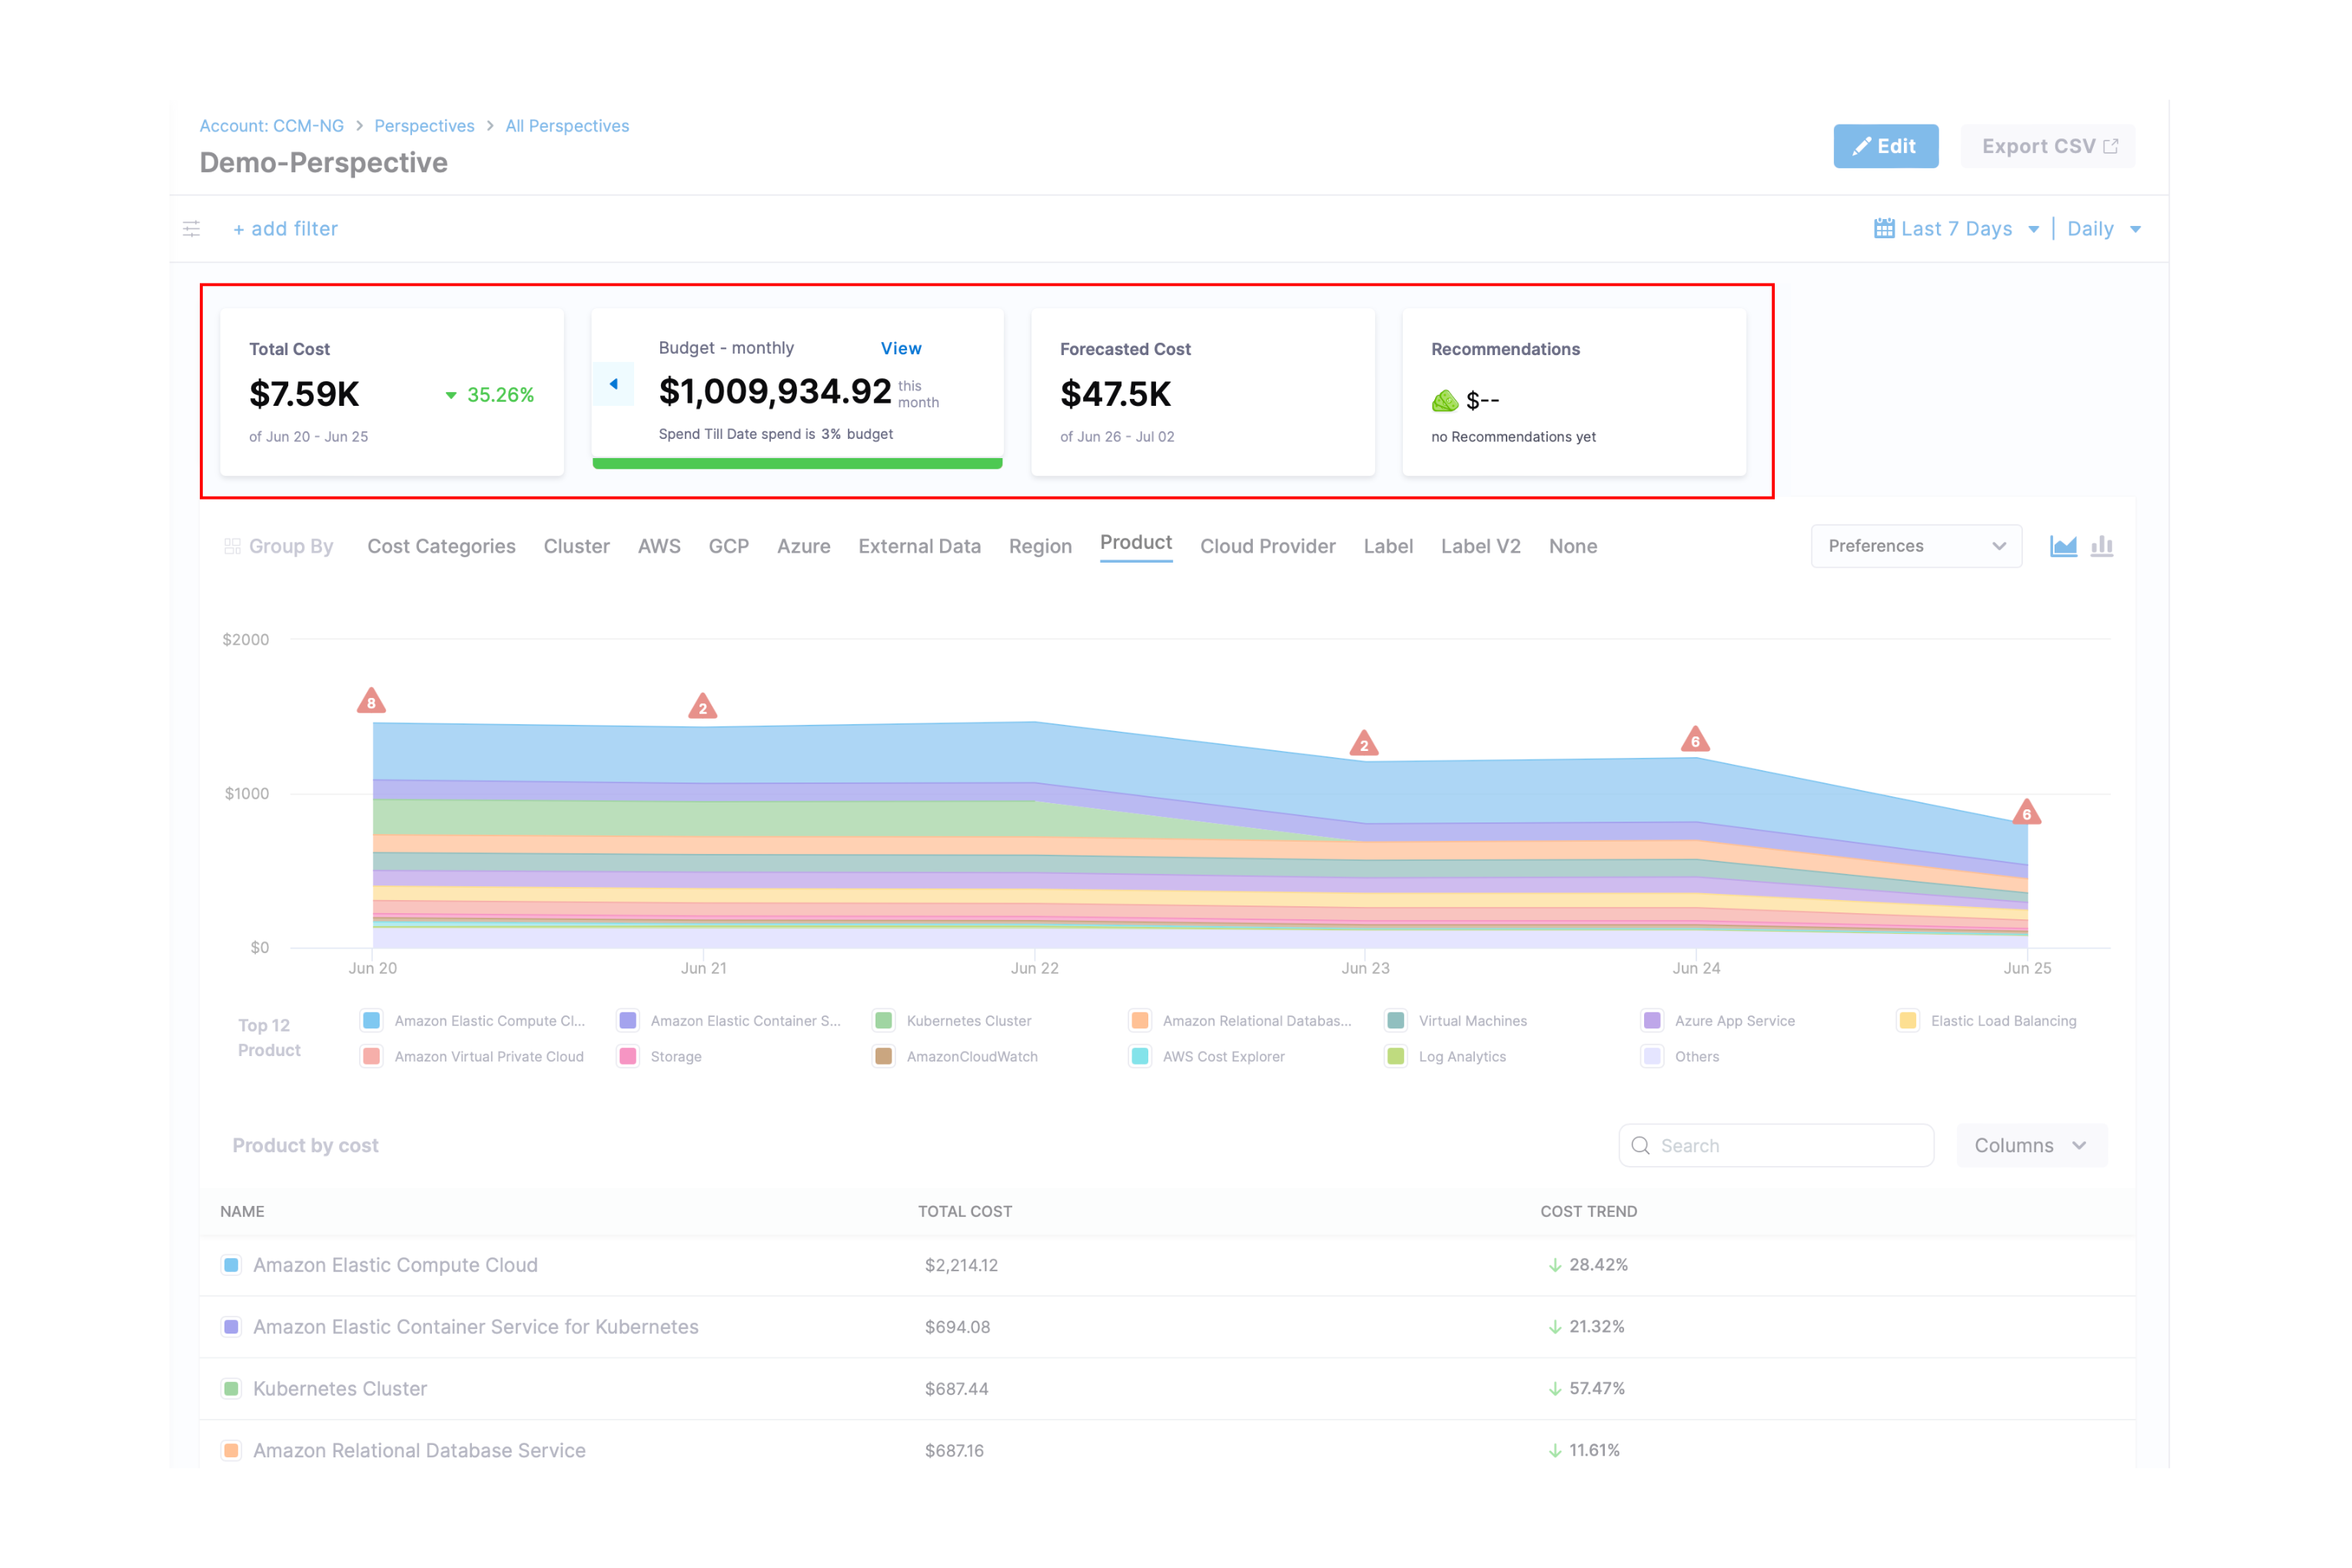 Account: CCM-NG > Perspectives > All Perspectives
Demo-Perspective
Edit
Export CSV
+ add filter
Last 7 Days | Daily
Total Cost
$7.59K
35.26%
of Jun 20 - Jun 25
Budget - monthly
View
$1,009,934.92 this month
Spend Till Date spend is 3% budget
Forecasted Cost
$47.5K
of Jun 26 - Jul 02
Recommendations
$--
no Recommendations yet
Group By Cost Categories Cluster AWS GCP Azure External Data Region Product Cloud Provider Label Label V2 None
Preferences
$2000
$1000
$0
8
2
2
6
6
Jun 20 Jun 21 Jun 22 Jun 23 Jun 24 Jun 25
Top 12
Product
Amazon Elastic Compute Cl... Amazon Elastic Container S... Kubernetes Cluster Amazon Relational Databas... Virtual Machines Azure App Service Elastic Load Balancing
Amazon Virtual Private Cloud Storage AmazonCloudWatch AWS Cost Explorer Log Analytics Others
Product by cost
Search
Columns
NAME TOTAL COST COST TREND
Amazon Elastic Compute Cloud $2,214.12 28.42%
Amazon Elastic Container Service for Kubernetes $694.08 21.32%
Kubernetes Cluster $687.44 57.47%
Amazon Relational Database Service $687.16 11.61%